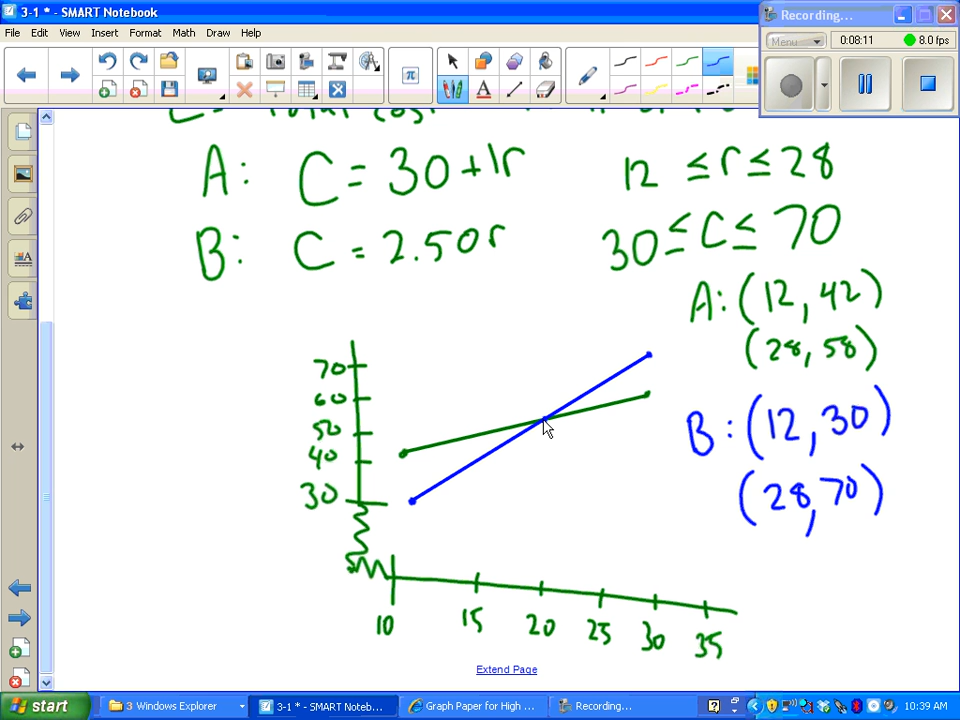 3-1 * - SMART Notebook
Recording...
File Edit View Insert Format Math Draw Help
Menu
0:08:11
8.0 fps
C = Total cost
A: C = 30 + 1r
12 ≤ r ≤ 28
B: C = 2.50r
30 ≤ C ≤ 70
A: (12, 42)
(28, 58)
B: (12, 30)
(28, 70)
70
60
50
40
30
10 15 20 25 30 35
Extend Page
start
3 Windows Explorer
3-1 * - SMART Noteb...
Graph Paper for High ...
Recording...
10:39 AM